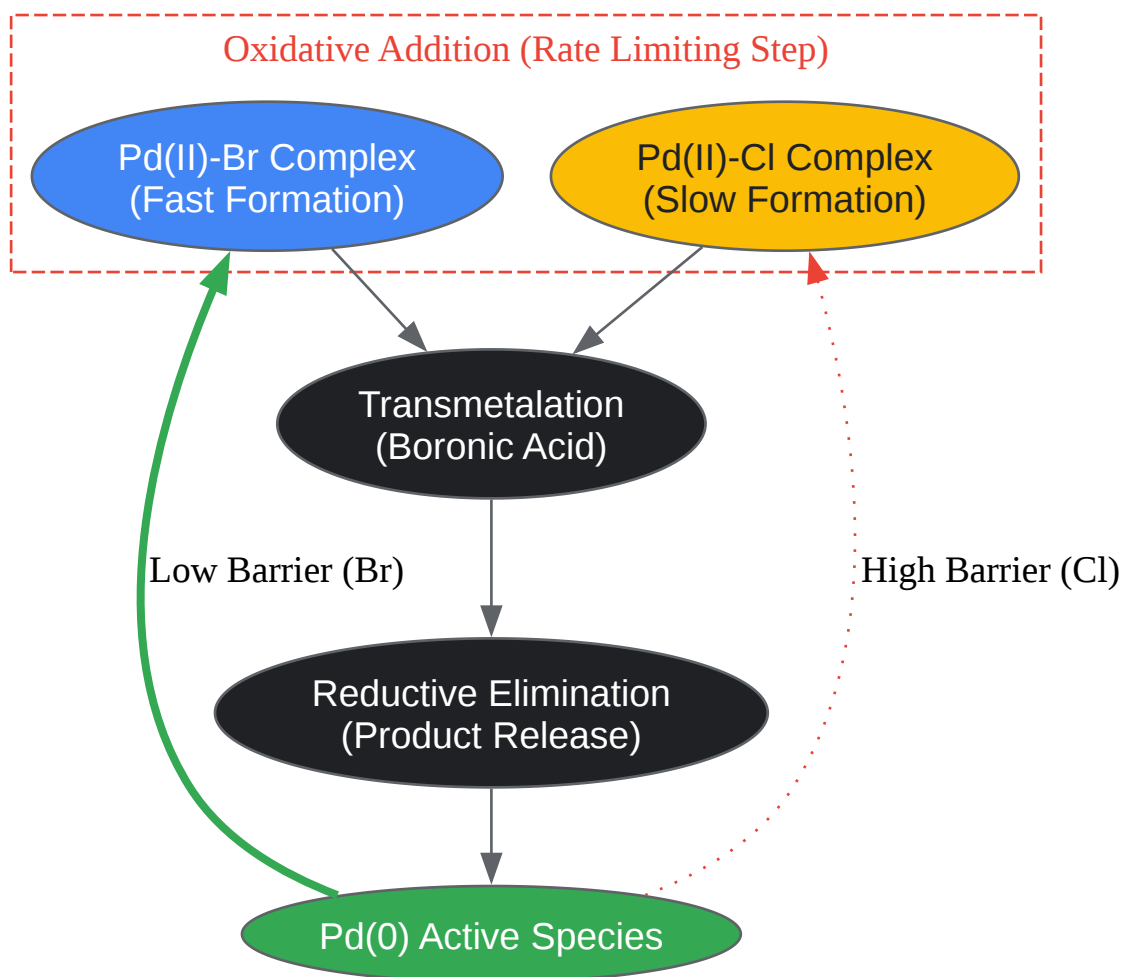 Oxidative Addition (Rate Limiting Step)
Pd(II)-Br Complex
(Fast Formation)
Pd(II)-Cl Complex
(Slow Formation)
Transmetalation
(Boronic Acid)
Low Barrier (Br)
High Barrier (Cl)
Reductive Elimination
(Product Release)
Pd(0) Active Species